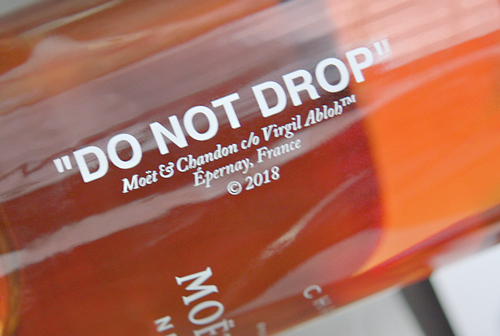 "DO NOT DROP"
Moët & Chandon c/o Virgil Abloh™
Épernay, France
© 2018